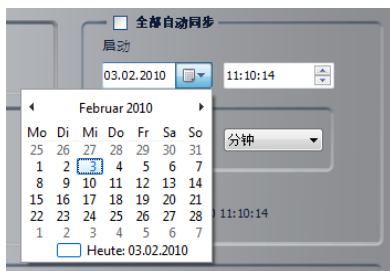 全部自动同步
启动
03.02.2010 11:10:14
Februar 2010
Mo Di Mi Do Fr Sa So
25 26 27 28 29 30 31
1 2 3 4 5 6 7
8 9 10 11 12 13 14
15 16 17 18 19 20 21
22 23 24 25 26 27 28
1 2 3 4 5 6 7
Heute: 03.02.2010
分钟
11:10:14